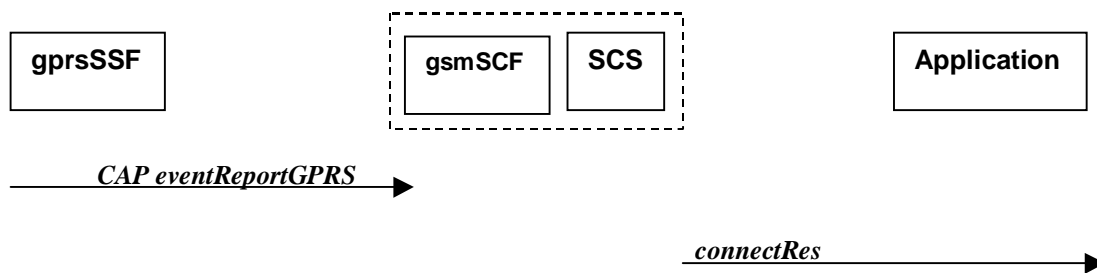 gprsSSF
gsmSCF
SCS
Application
CAP eventReportGPRS
connectRes